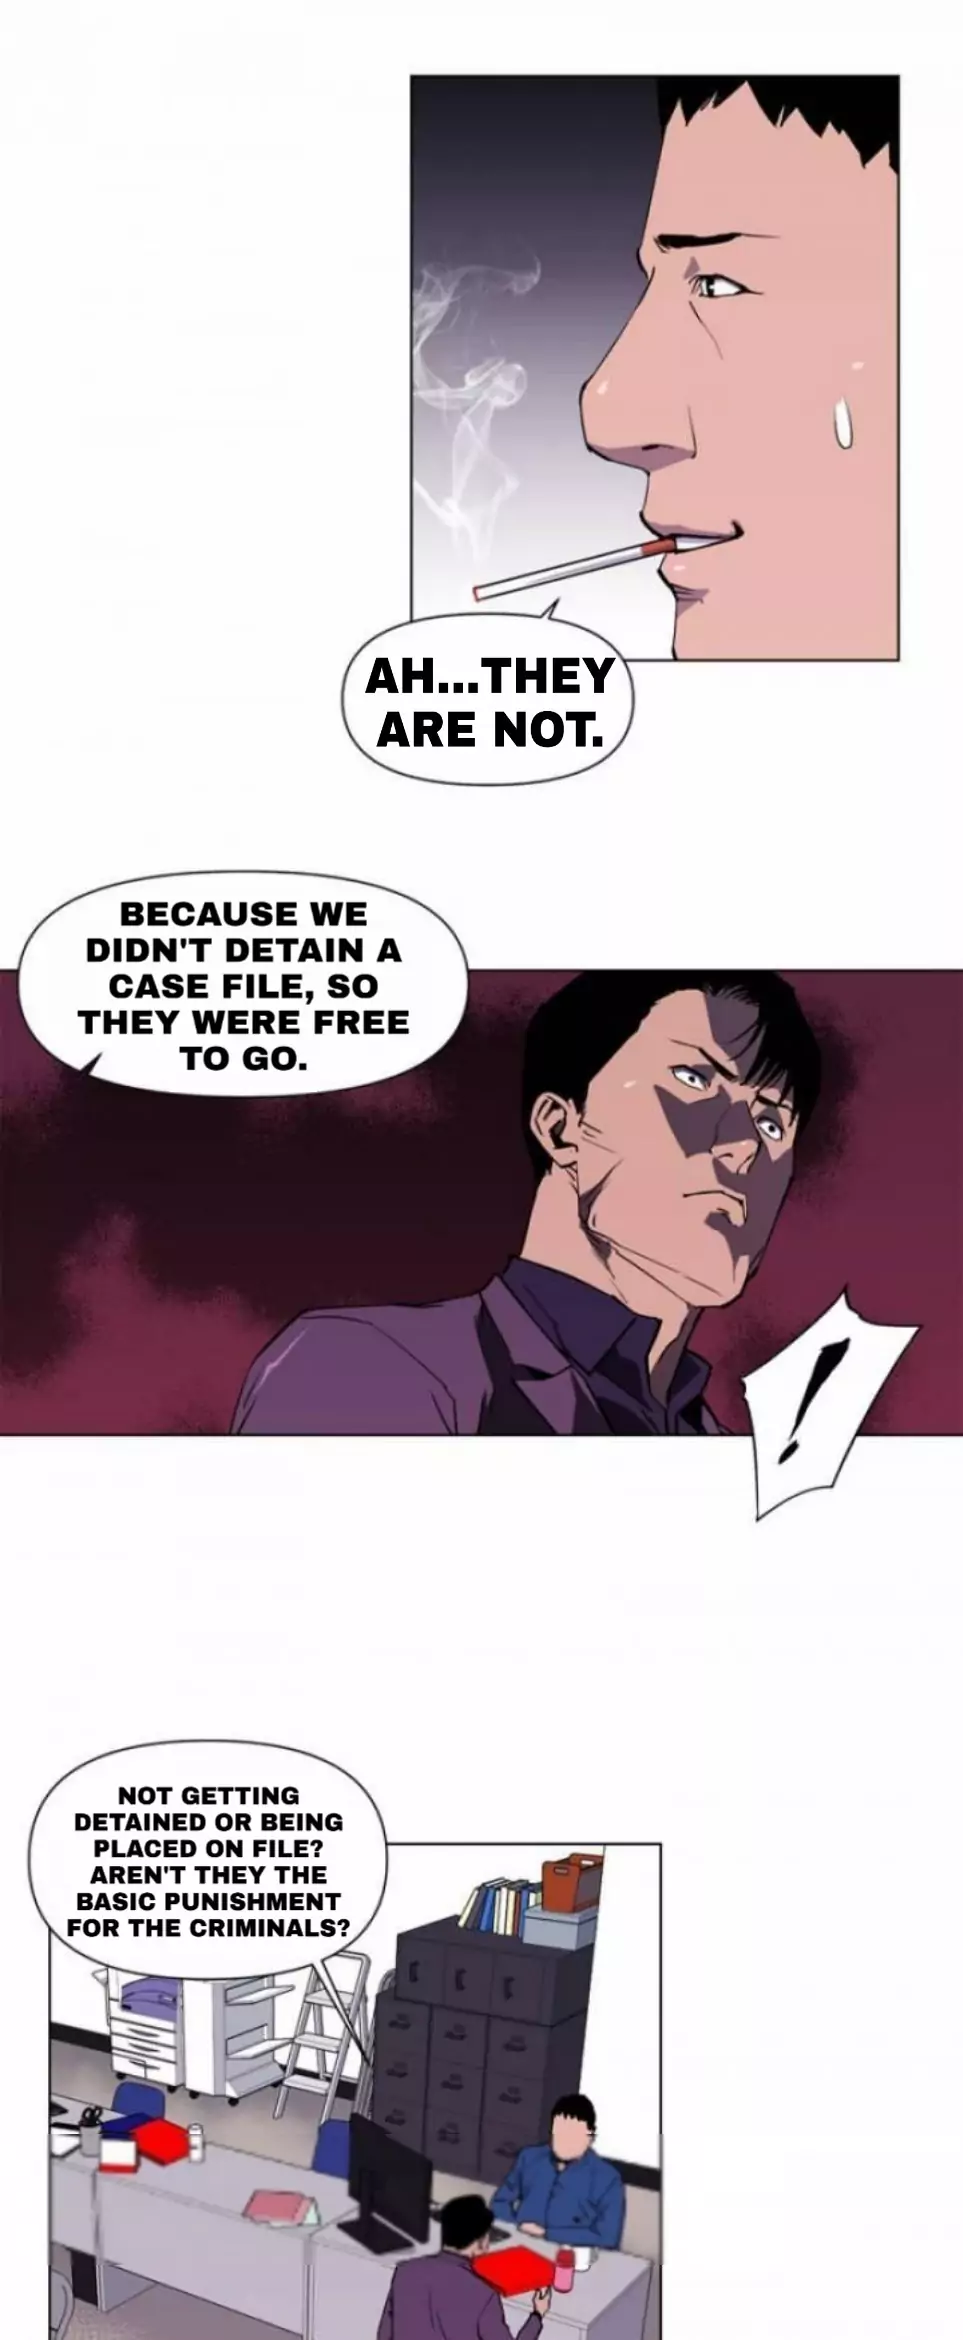 AH...THEY
ARE NOT.
BECAUSE WE
DIDN'T DETAIN A
CASE FILE, SO
THEY WERE FREE
TO GO.
!
NOT GETTING
DETAINED OR BEING
PLACED ON FILE?
AREN'T THEY THE
BASIC PUNISHMENT
FOR THE CRIMINALS?